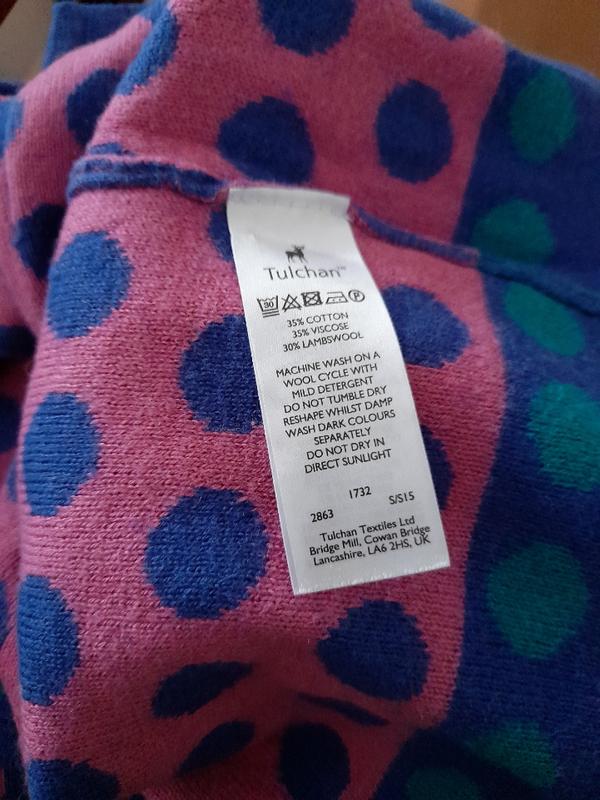 Tulchan™
30 P
35% COTTON
35% VISCOSE
30% LAMBSWOOL
MACHINE WASH ON A
WOOL CYCLE WITH
MILD DETERGENT
DO NOT TUMBLE DRY
RESHAPE WHILST DAMP
WASH DARK COLOURS
SEPARATELY
DO NOT DRY IN
DIRECT SUNLIGHT
2863 1732 S/S15
Tulchan Textiles Ltd
Bridge Mill, Cowan Bridge
Lancashire, LA6 2HS, UK